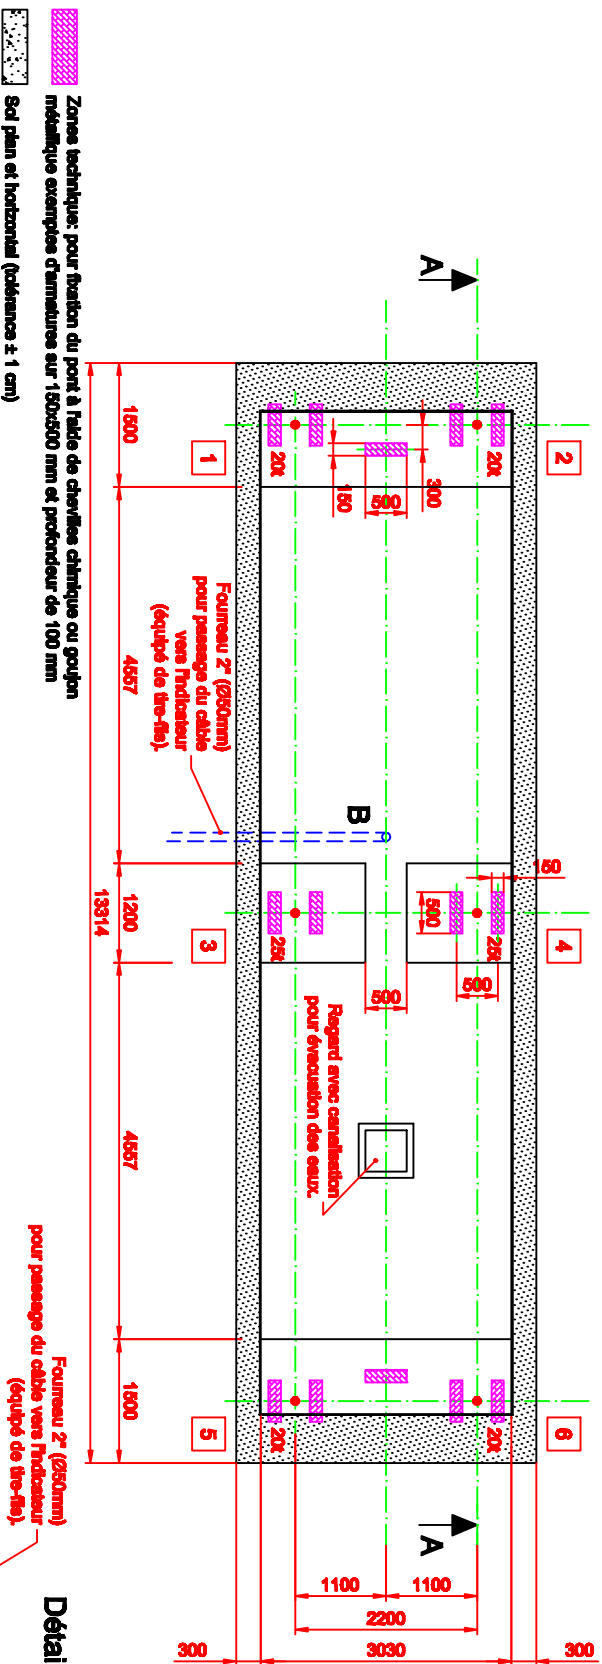 Zones technique: pour fixation du pont à l'aide de chevilles chimique ou goujon
métallique exemptes d'armatures sur 150x500 mm et profondeur de 100 mm
Sol plan et horizontal (tolérance ± 1 cm)
A
A
2
4
6
20t
25t
20t
1
3
5
20t
25t
20t
300
500
150
150
500
500
500
B
Fourreau 2" (Ø50mm)
pour passage du câble
vers l'indicateur
(équipé de tire-fils).
Regard avec canalisation
pour évacuation des eaux.
1500
4557
1200
4557
1500
13314
1100
1100
2200
300
3030
300
Fourreau 2" (Ø50mm)
pour passage du câble vers l'indicateur
(équipé de tire-fils).
Détai